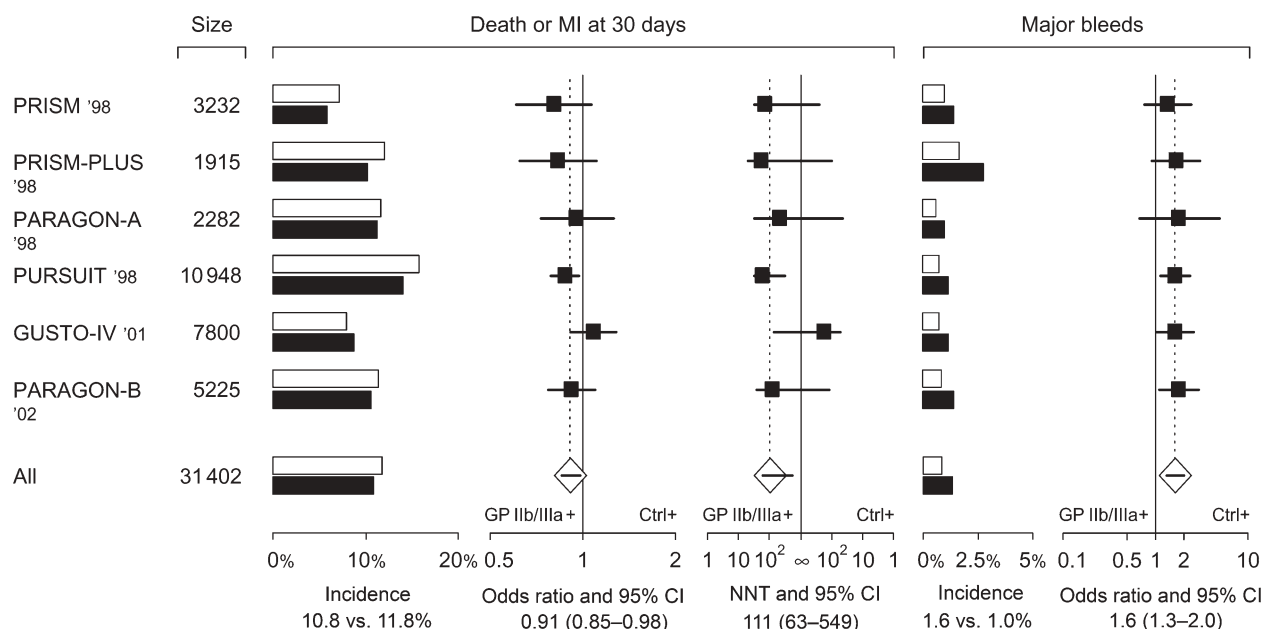 Size Death or MI at 30 days Major bleeds
PRISM '98 3232
PRISM-PLUS 1915
'98
PARAGON-A 2282
'98
PURSUIT '98 10 948
GUSTO-IV '01 7800
PARAGON-B 5225
'02
All 31 402
GP IIb/IIIa + Ctrl+ GP IIb/IIIa+ Ctrl+ GP IIb/IIIa+ Ctrl+
0% 10% 20% 0.5 1 2 1 10 10² ∞ 10² 10 1 0% 2.5% 5% 0.1 0.5 1 2 10
Incidence Odds ratio and 95% CI NNT and 95% CI Incidence Odds ratio and 95% CI
10.8 vs. 11.8% 0.91 (0.85–0.98) 111 (63–549) 1.6 vs. 1.0% 1.6 (1.3–2.0)